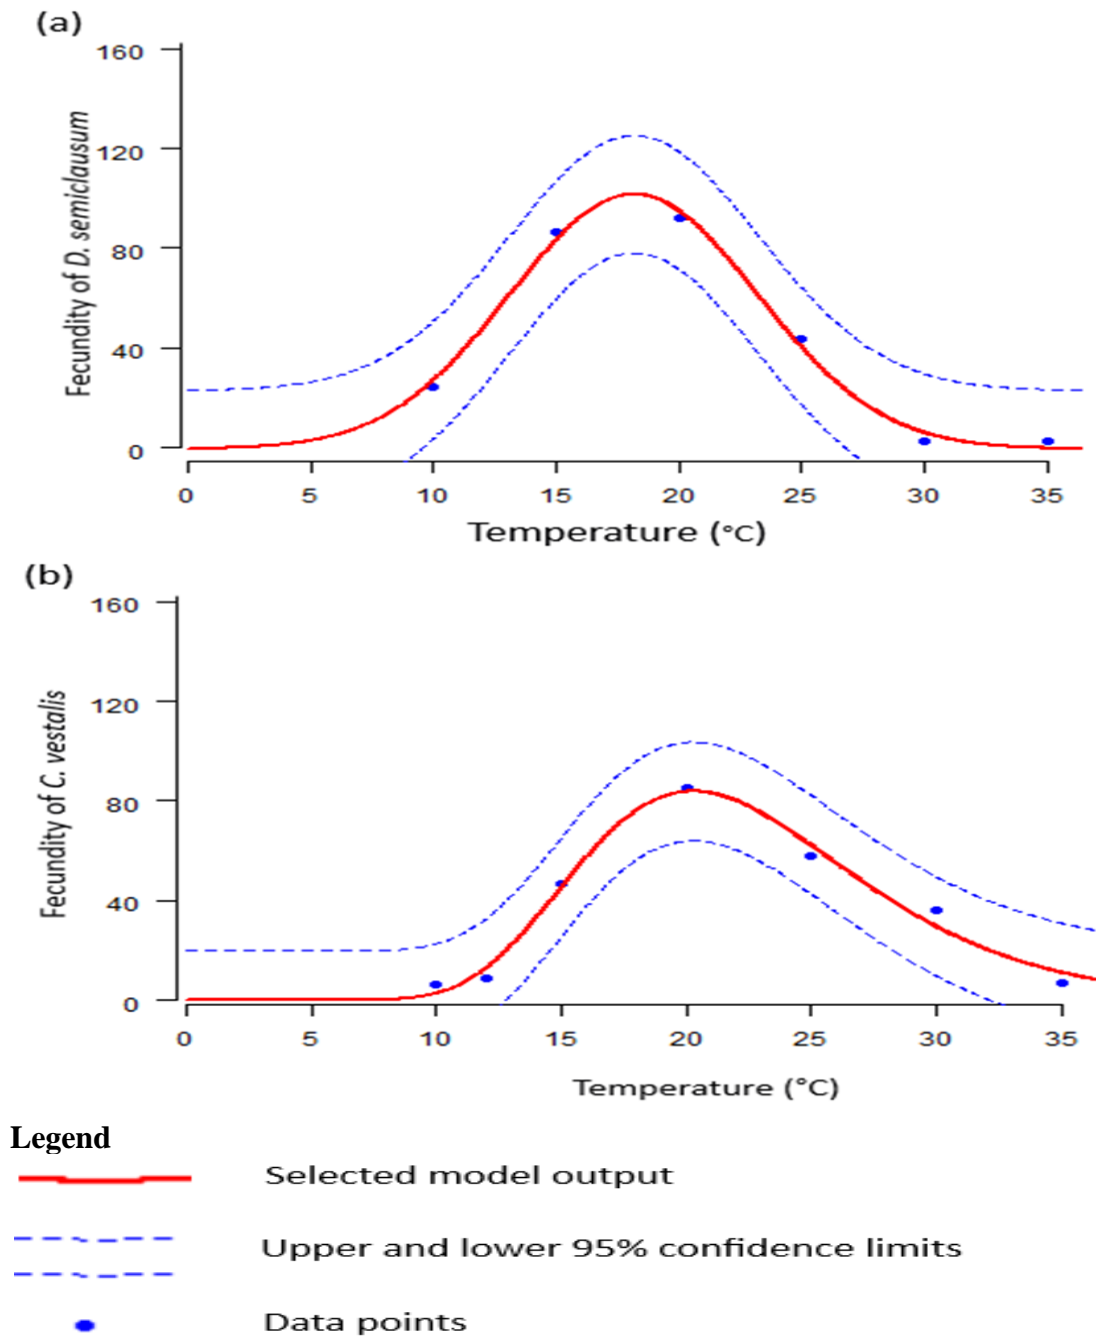 (a)
160
120
80
40
0
Fecundity of D. semiclausum
0 5 10 15 20 25 30 35
Temperature (°C)
(b)
160
120
80
40
0
Fecundity of C. vestalis
0 5 10 15 20 25 30 35
Temperature (°C)
Legend
Selected model output
Upper and lower 95% confidence limits
Data points